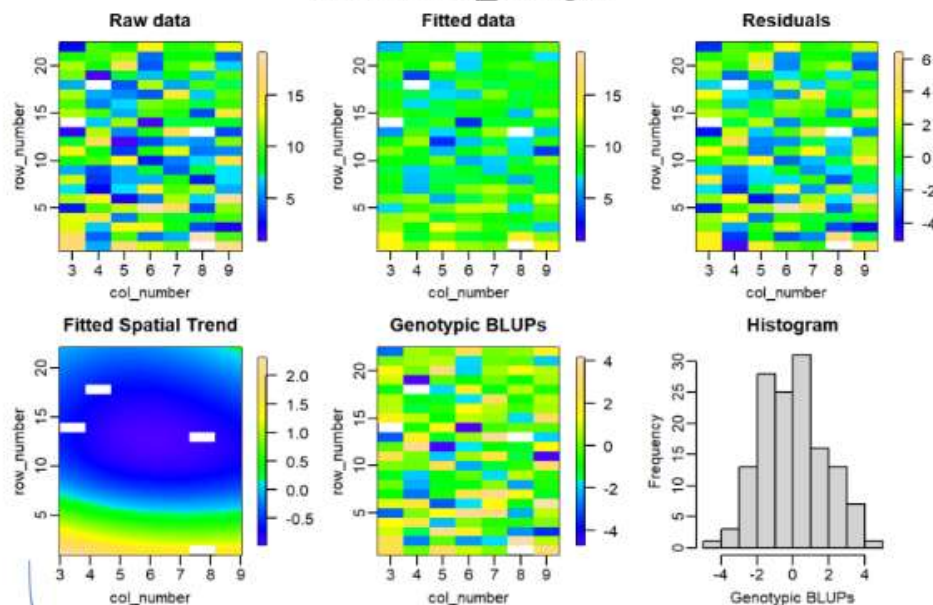 Raw data
Fitted data
Residuals
row_number
5 10 15 20
3 4 5 6 7 8 9
col_number
5 10 15
row_number
5 10 15 20
3 4 5 6 7 8 9
col_number
5 10 15
row_number
5 10 15 20
3 4 5 6 7 8 9
col_number
-4 -2 0 2 4 6
Fitted Spatial Trend
Genotypic BLUPs
Histogram
row_number
5 10 15 20
3 4 5 6 7 8 9
col_number
-0.5 0.0 0.5 1.0 1.5 2.0
row_number
5 10 15 20
3 4 5 6 7 8 9
col_number
-4 -2 0 2 4
Frequency
0 5 10 15 20 30
-4 -2 0 2 4
Genotypic BLUPs